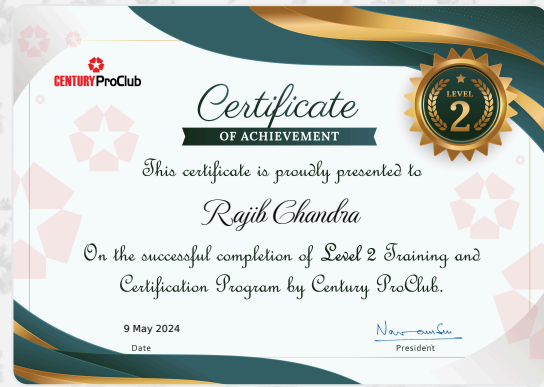 CENTURY ProClub
Certificate
OF ACHIEVEMENT
LEVEL
2
This certificate is proudly presented to
Rajib Chandra
On the successful completion of Level 2 Training and
Certification Program by Century ProClub.
9 May 2024
Date
President